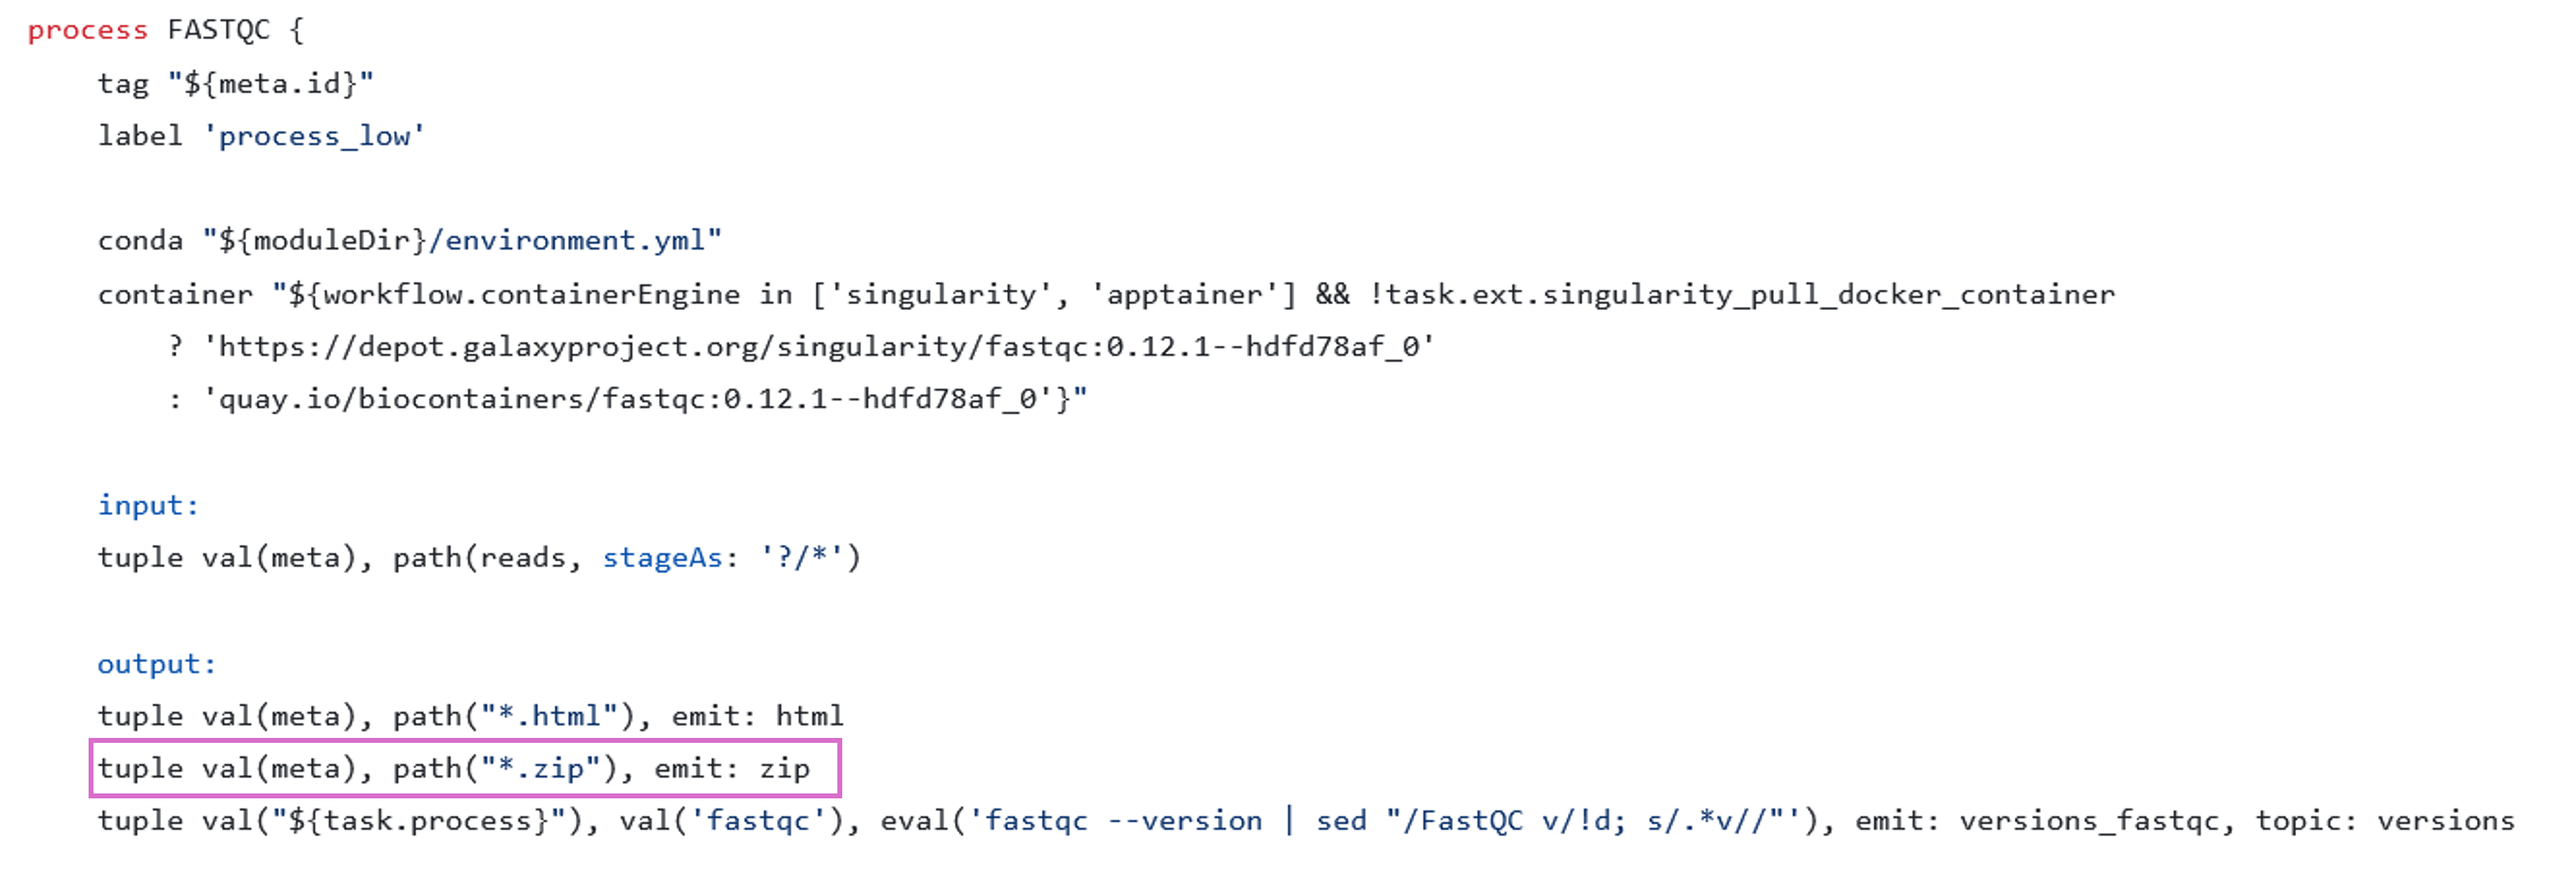 process FASTQC {
tag "${meta.id}"
label 'process_low'
conda "${moduleDir}/environment.yml"
container "${workflow.containerEngine in ['singularity', 'apptainer'] && !task.ext.singularity_pull_docker_container
? 'https://depot.galaxyproject.org/singularity/fastqc:0.12.1--hdfd78af_0'
: 'quay.io/biocontainers/fastqc:0.12.1--hdfd78af_0'}"
input:
tuple val(meta), path(reads, stageAs: '?/*')
output:
tuple val(meta), path("*.html"), emit: html
tuple val(meta), path("*.zip"), emit: zip
tuple val("${task.process}"), val('fastqc'), eval('fastqc --version | sed "/FastQC v/!d; s/.*v//"'), emit: versions_fastqc, topic: versions